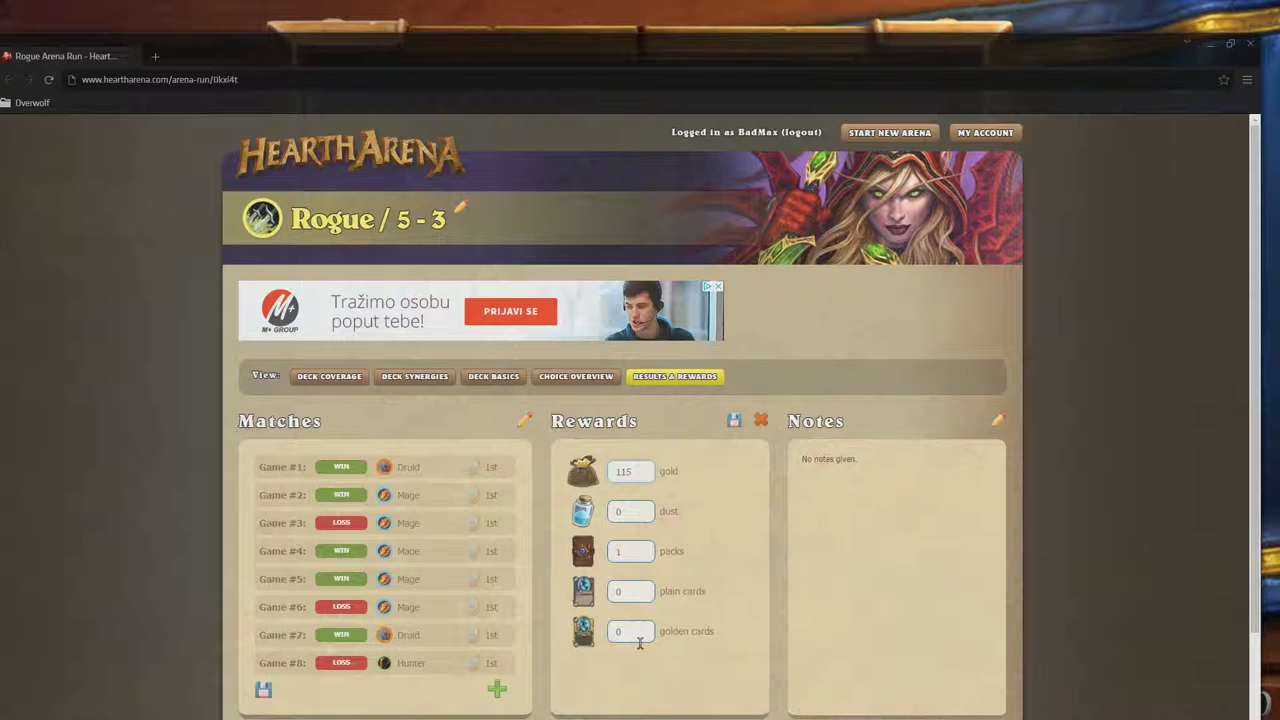 Rogue Arena Run - Heart...
www.heartharena.com/arena-run/0kxi4t
Overwolf
HEARTHARENA
Logged in as BadMax (logout)
START NEW ARENA
MY ACCOUNT
Rogue / 5 - 3
M+ GROUP
Tražimo osobu
poput tebe!
PRIJAVI SE
View:
DECK COVERAGE
DECK SYNERGIES
DECK BASICS
CHOICE OVERVIEW
RESULTS & REWARDS
Matches
Game #1: WIN Druid 1st
Game #2: WIN Mage 1st
Game #3: LOSS Mage 1st
Game #4: WIN Mage 1st
Game #5: WIN Mage 1st
Game #6: LOSS Mage 1st
Game #7: WIN Druid 1st
Game #8: LOSS Hunter 1st
Rewards
115 gold
0 dust
1 packs
0 plain cards
0 golden cards
Notes
No notes given.